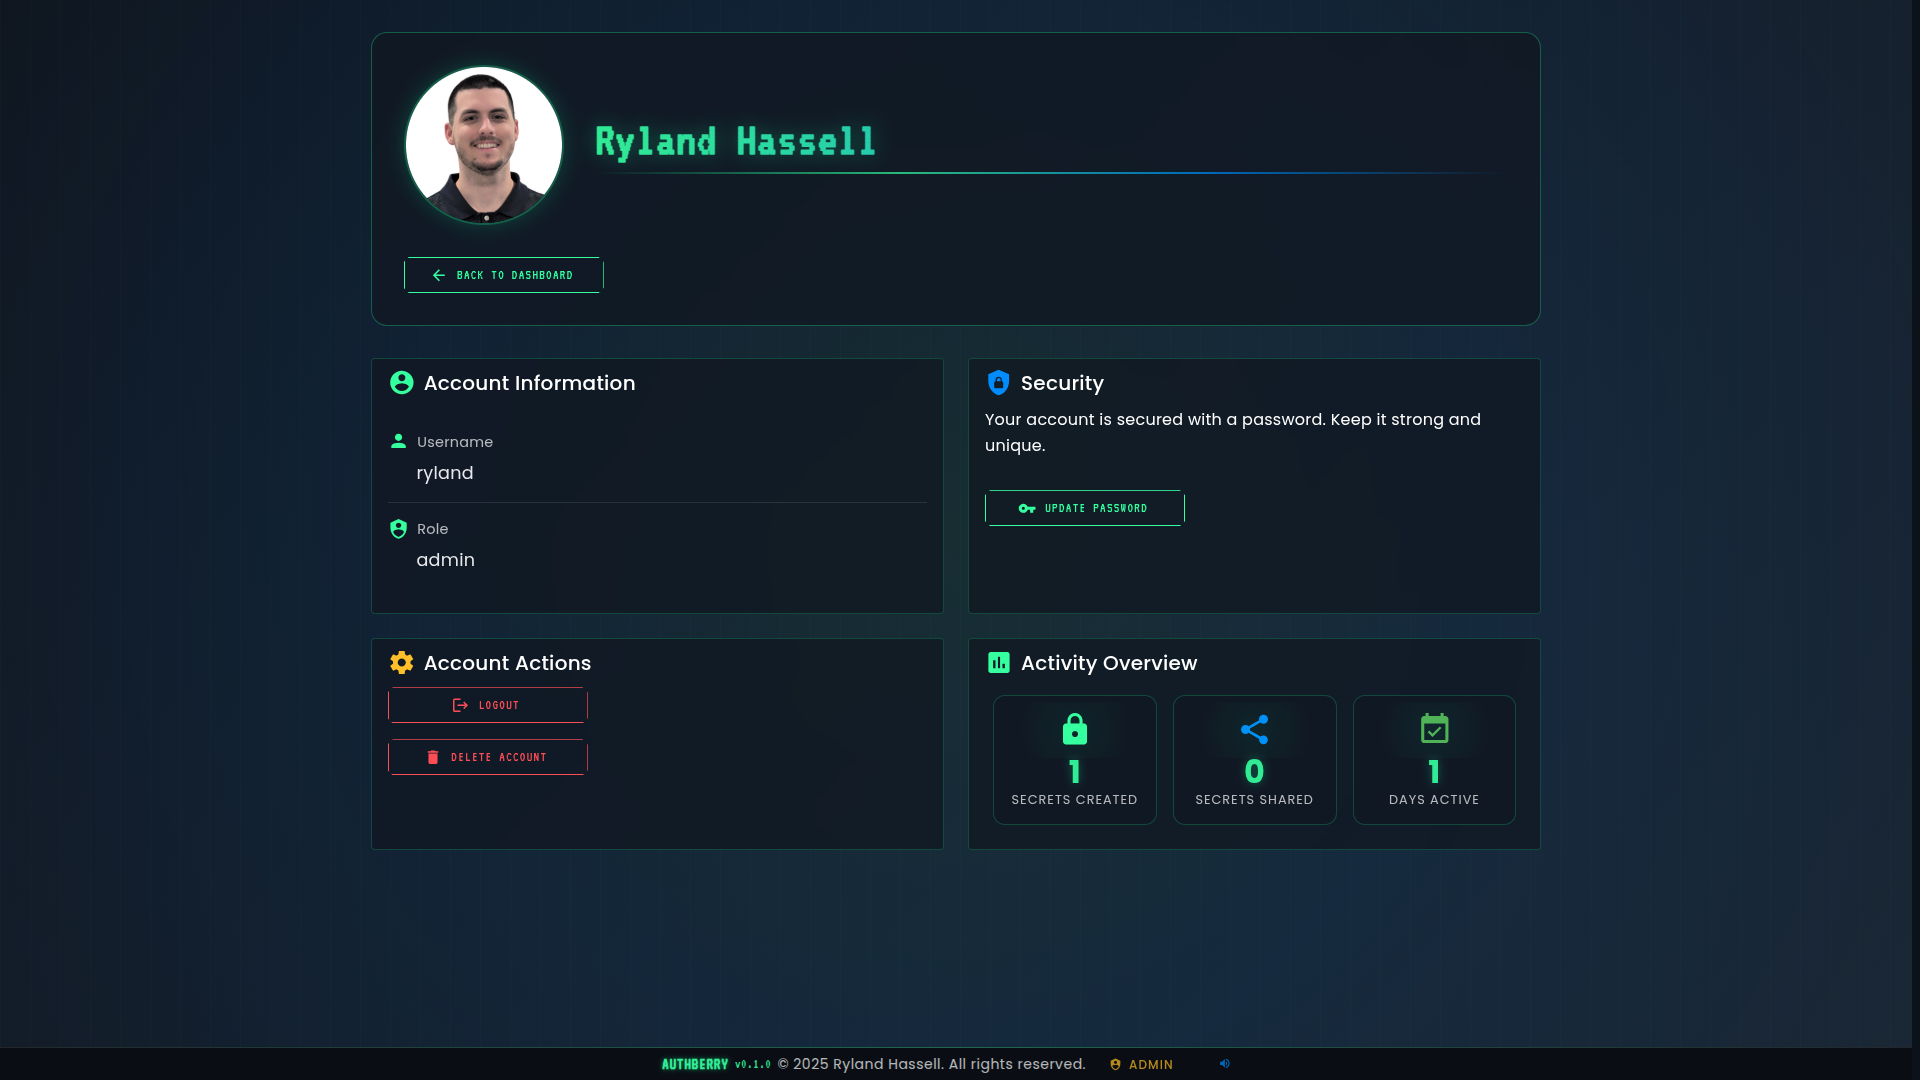 Ryland Hassell
BACK TO DASHBOARD
Account Information
Username
ryland
Role
admin
Security
Your account is secured with a password. Keep it strong and
unique.
UPDATE PASSWORD
Account Actions
LOGOUT
DELETE ACCOUNT
Activity Overview
1
SECRETS CREATED
0
SECRETS SHARED
1
DAYS ACTIVE
AUTHBERRY v0.1.0 © 2025 Ryland Hassell. All rights reserved. ADMIN